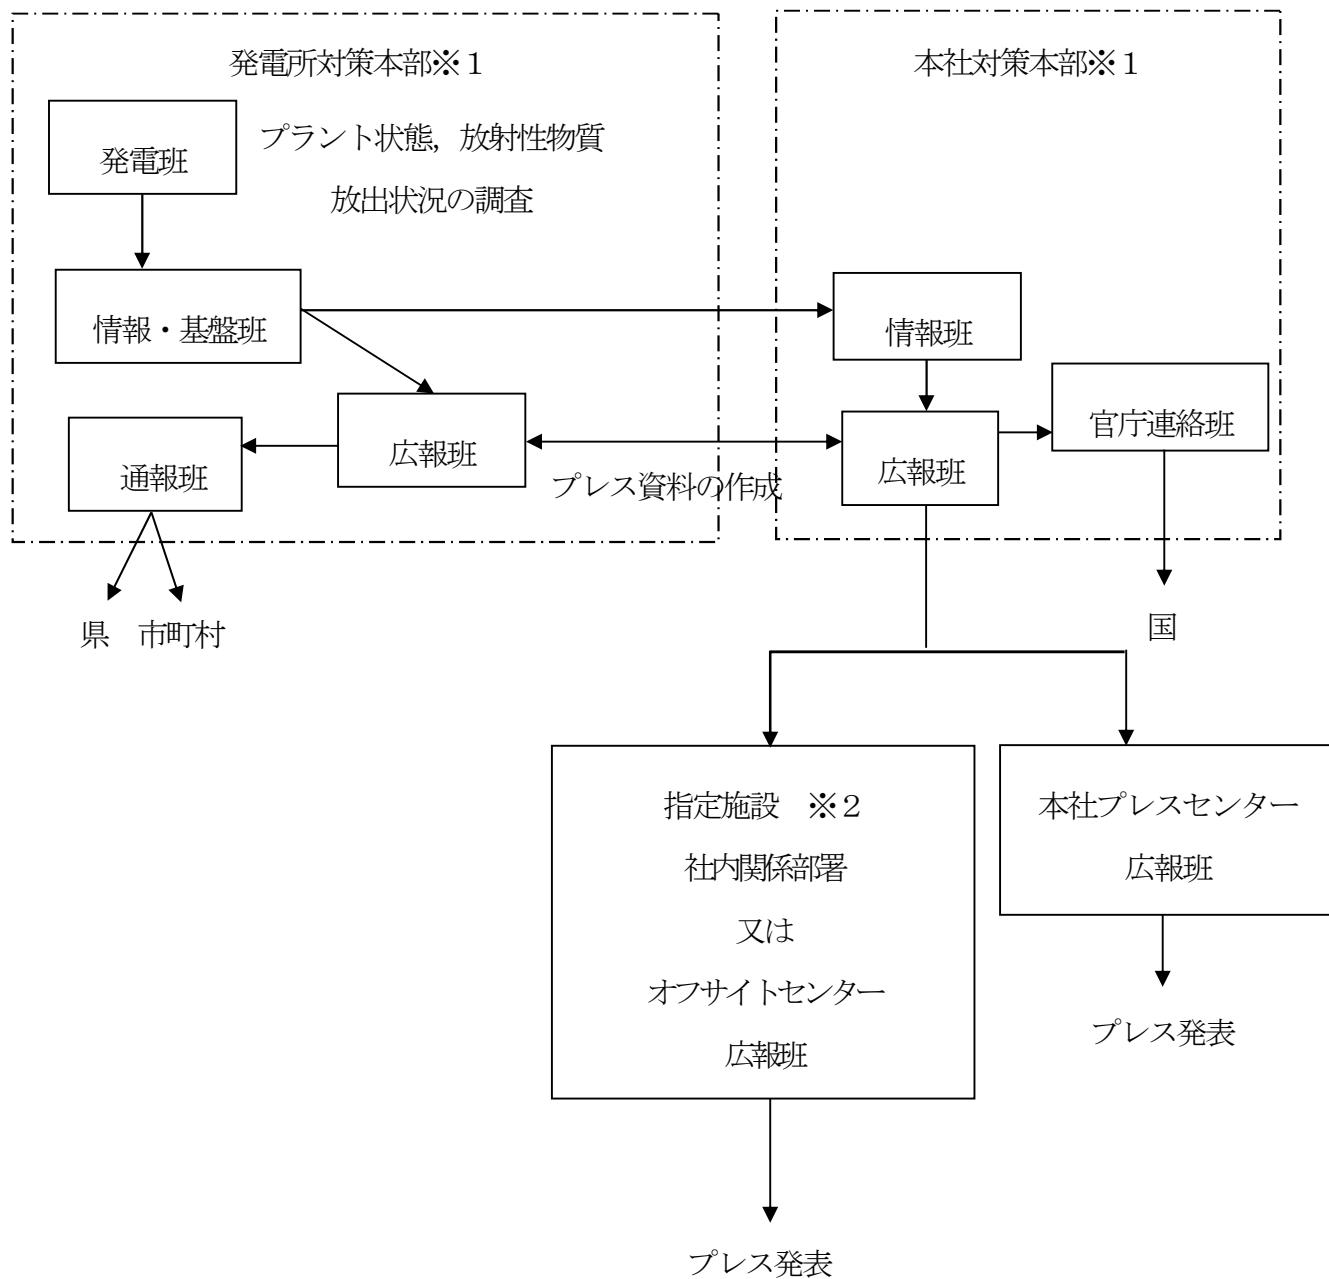 発電所対策本部※1
本社対策本部※1
発電班
プラント状態，放射性物質
放出状況の調査
情報・基盤班
情報班
官庁連絡班
広報班
広報班
通報班
プレス資料の作成
県　市町村
国
指定施設　※2
社内関係部署
又は
オフサイトセンター
広報班
本社プレスセンター
広報班
プレス発表
プレス発表